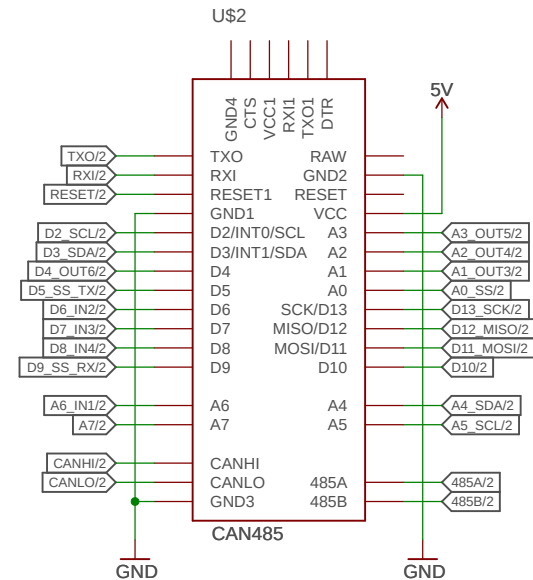 U$2
5V
GND4
CTS
VCC1
RXI1
TXO1
DTR
TXO/2 TXO RAW
RXI/2 RXI GND2
RESET/2 RESET1 RESET
GND1 VCC
D2_SCL/2 D2/INT0/SCL A3 A3_OUT5/2
D3_SDA/2 D3/INT1/SDA A2 A2_OUT4/2
D4_OUT6/2 D4 A1 A1_OUT3/2
D5_SS_TX/2 D5 A0 A0_SS/2
D6_IN2/2 D6 SCK/D13 D13_SCK/2
D7_IN3/2 D7 MISO/D12 D12_MISO/2
D8_IN4/2 D8 MOSI/D11 D11_MOSI/2
D9_SS_RX/2 D9 D10 D10/2
A6_IN1/2 A6 A4 A4_SDA/2
A7/2 A7 A5 A5_SCL/2
CANHI/2 CANHI
CANLO/2 CANLO 485A 485A/2
GND3 485B 485B/2
CAN485
GND GND